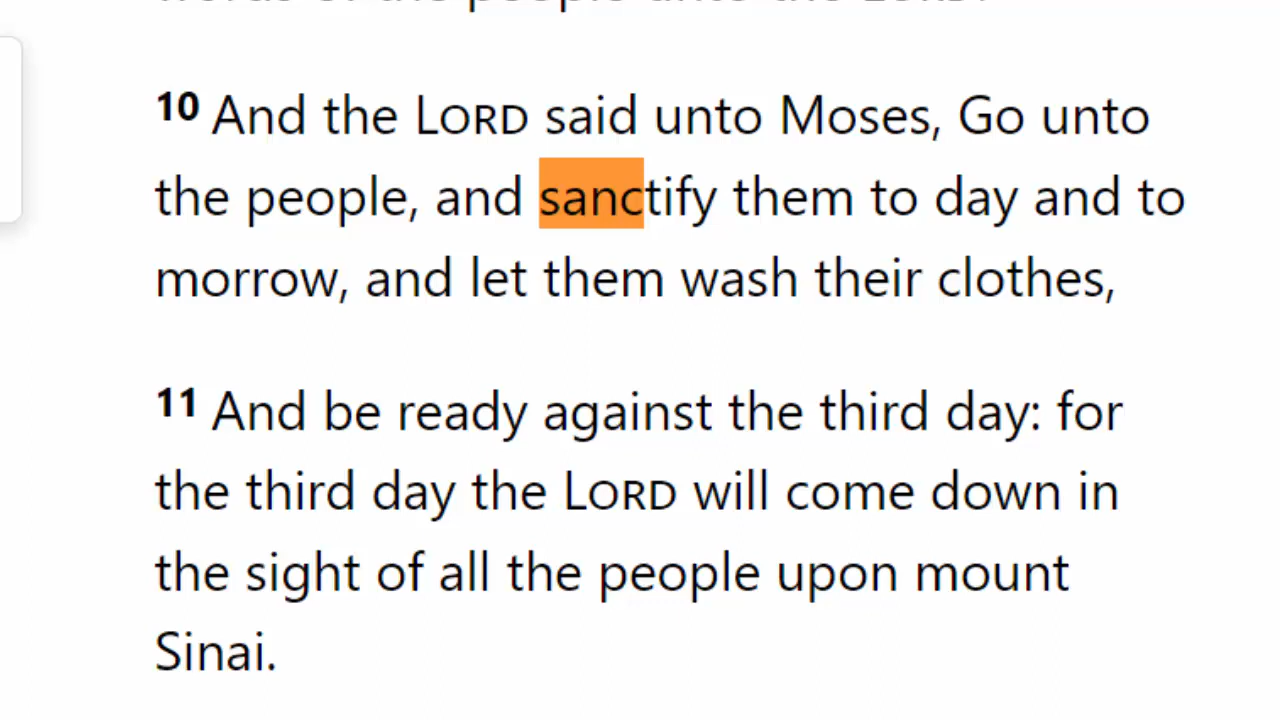 10 And the LORD said unto Moses, Go unto
the people, and sanctify them to day and to
morrow, and let them wash their clothes,
11 And be ready against the third day: for
the third day the LORD will come down in
the sight of all the people upon mount
Sinai.